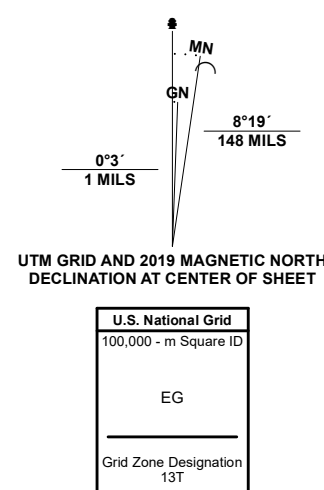 MN
GN
8°19´
148 MILS
0°3´
1 MILS
UTM GRID AND 2019 MAGNETIC NORTH
DECLINATION AT CENTER OF SHEET
U.S. National Grid
100,000 - m Square ID
EG
Grid Zone Designation
13T